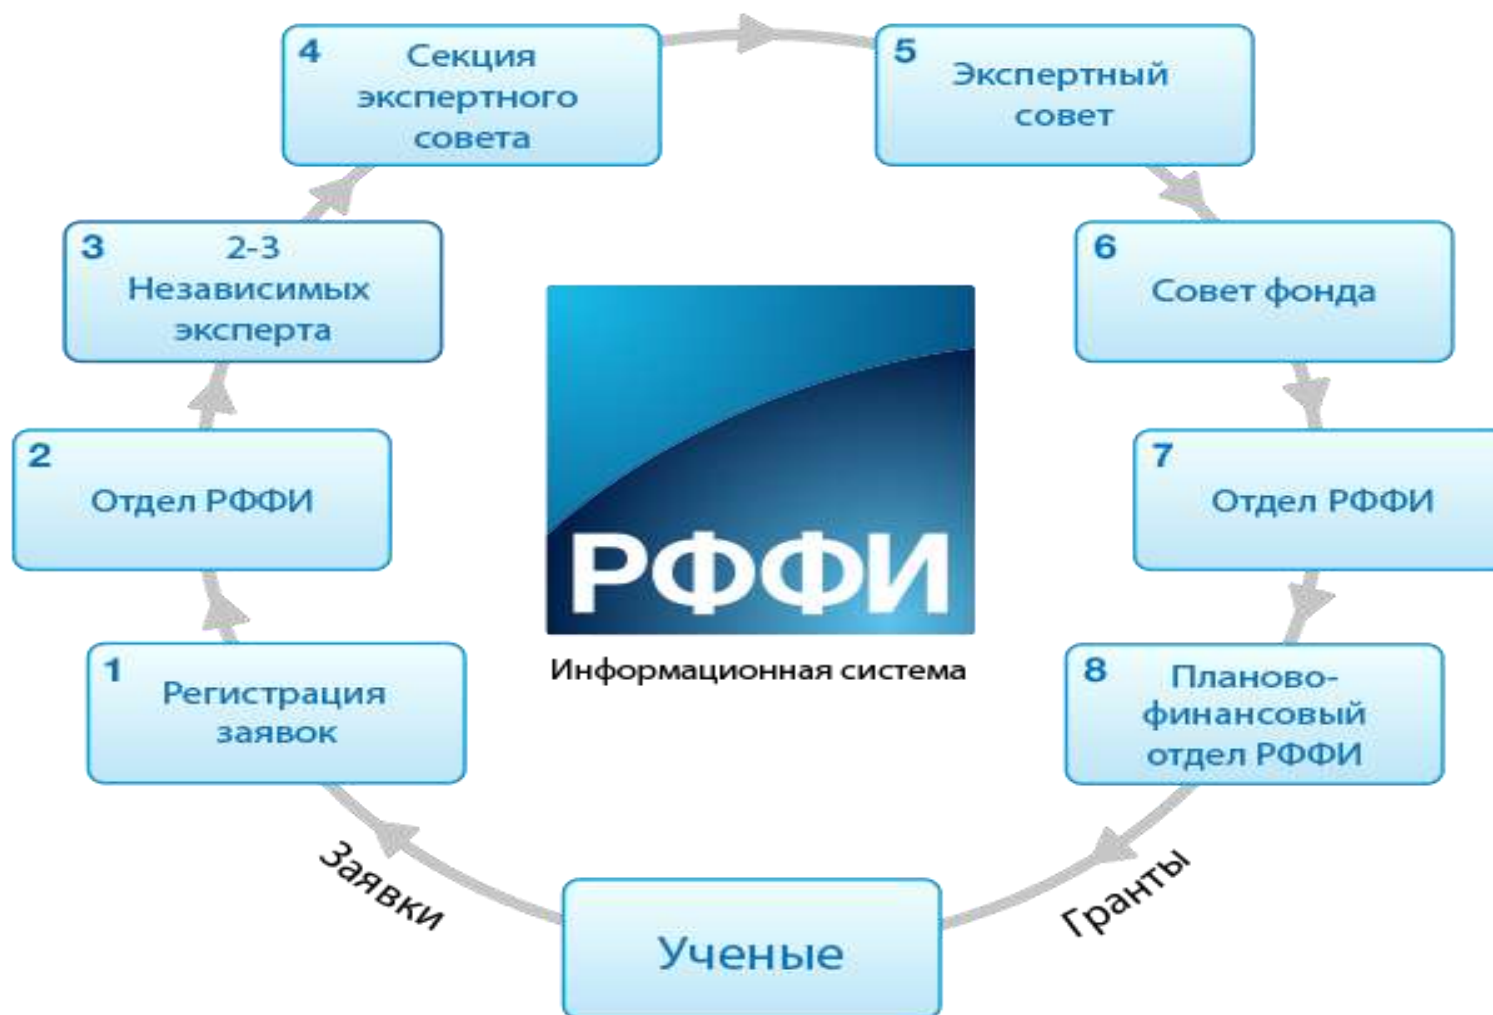 4
Секция
экспертного
совета
5
Экспертный
совет
3
2-3
Независимых
эксперта
6
Совет фонда
2
Отдел РФФИ
7
Отдел РФФИ
РФФИ
Информационная система
1
Регистрация
заявок
8
Планово-
финансовый
отдел РФФИ
Заявки
Гранты
Ученые